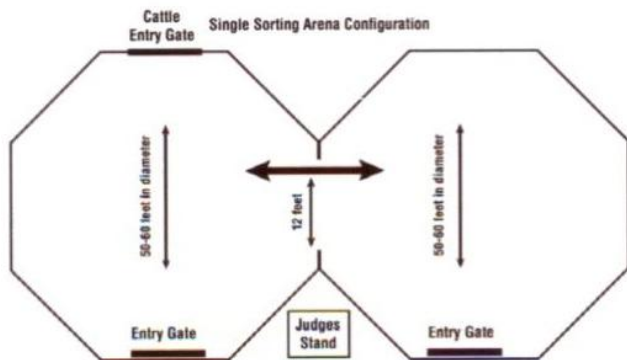 Cattle
Entry Gate
Single Sorting Arena Configuration
50-60 feet in diameter
12 feet
50-60 feet in diameter
Entry Gate
Judges
Stand
Entry Gate